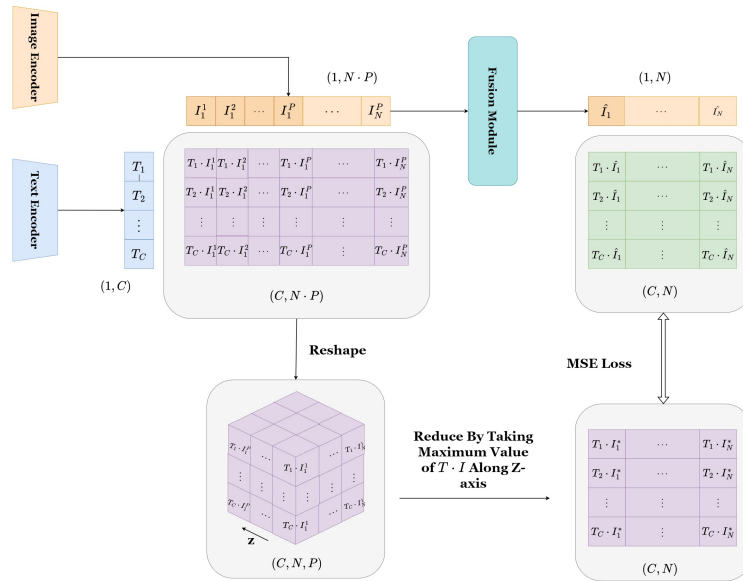 Image Encoder
(1, N · P)
(1, N)
I_1^1 I_1^2 ⋯ I_1^P ⋯ I_N^P
Fusion Module
Î_1 ⋯ Î_N
Text Encoder
T_1
T_2
⋮
T_C
(1, C)
T_1 · I_1^1 T_1 · I_1^2 ⋯ T_1 · I_1^P ⋯ T_1 · I_N^P
T_2 · I_1^1 T_2 · I_1^2 ⋯ T_2 · I_1^P ⋯ T_2 · I_N^P
⋮ ⋮ ⋯ ⋮ ⋮ ⋮
T_C · I_1^1 T_C · I_1^2 ⋯ T_C · I_1^P ⋮ T_C · I_N^P
(C, N · P)
T_1 · Î_1 ⋯ T_1 · Î_N
T_2 · Î_1 ⋯ T_2 · Î_N
⋮ ⋮ ⋮
T_C · Î_1 ⋮ T_C · Î_N
(C, N)
Reshape
MSE Loss
⋯ T_1 · I_1^1 ⋯
⋮ ⋮ ⋮ ⋮ ⋮
⋯ T_C · I_1^1 ⋯
z
(C, N, P)
Reduce By Taking
Maximum Value
of T · I Along Z-
axis
T_1 · I_1^* ⋯ T_1 · I_N^*
T_2 · I_1^* ⋯ T_2 · I_N^*
⋮ ⋮ ⋮
T_C · I_1^* ⋮ T_C · I_N^*
(C, N)